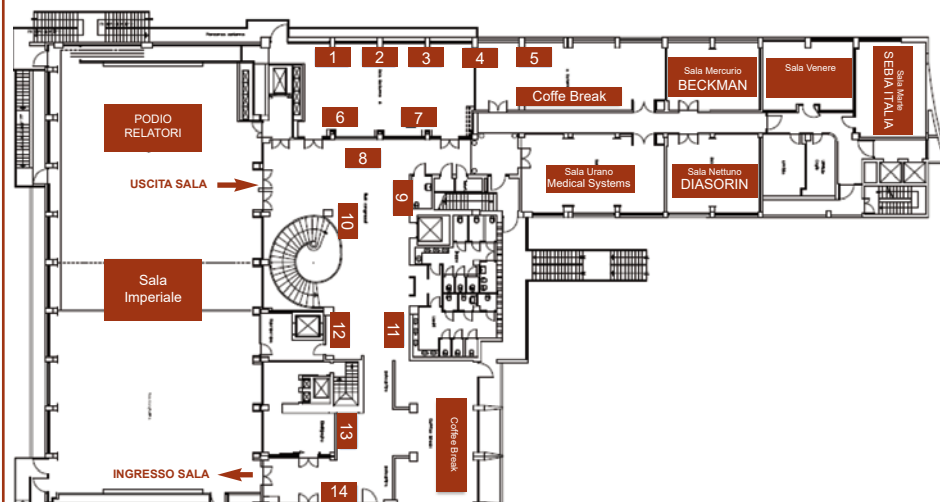 1
2
3
4
5
Sala Mercurio
BECKMAN
Sala Venere
Sala Marte
SEBIA ITALIA
Coffe Break
PODIO
RELATORI
6
7
8
USCITA SALA
Sala Urano
Medical Systems
Sala Nettuno
DIASORIN
9
10
Sala
Imperiale
12
11
13
Coffee Break
INGRESSO SALA
14